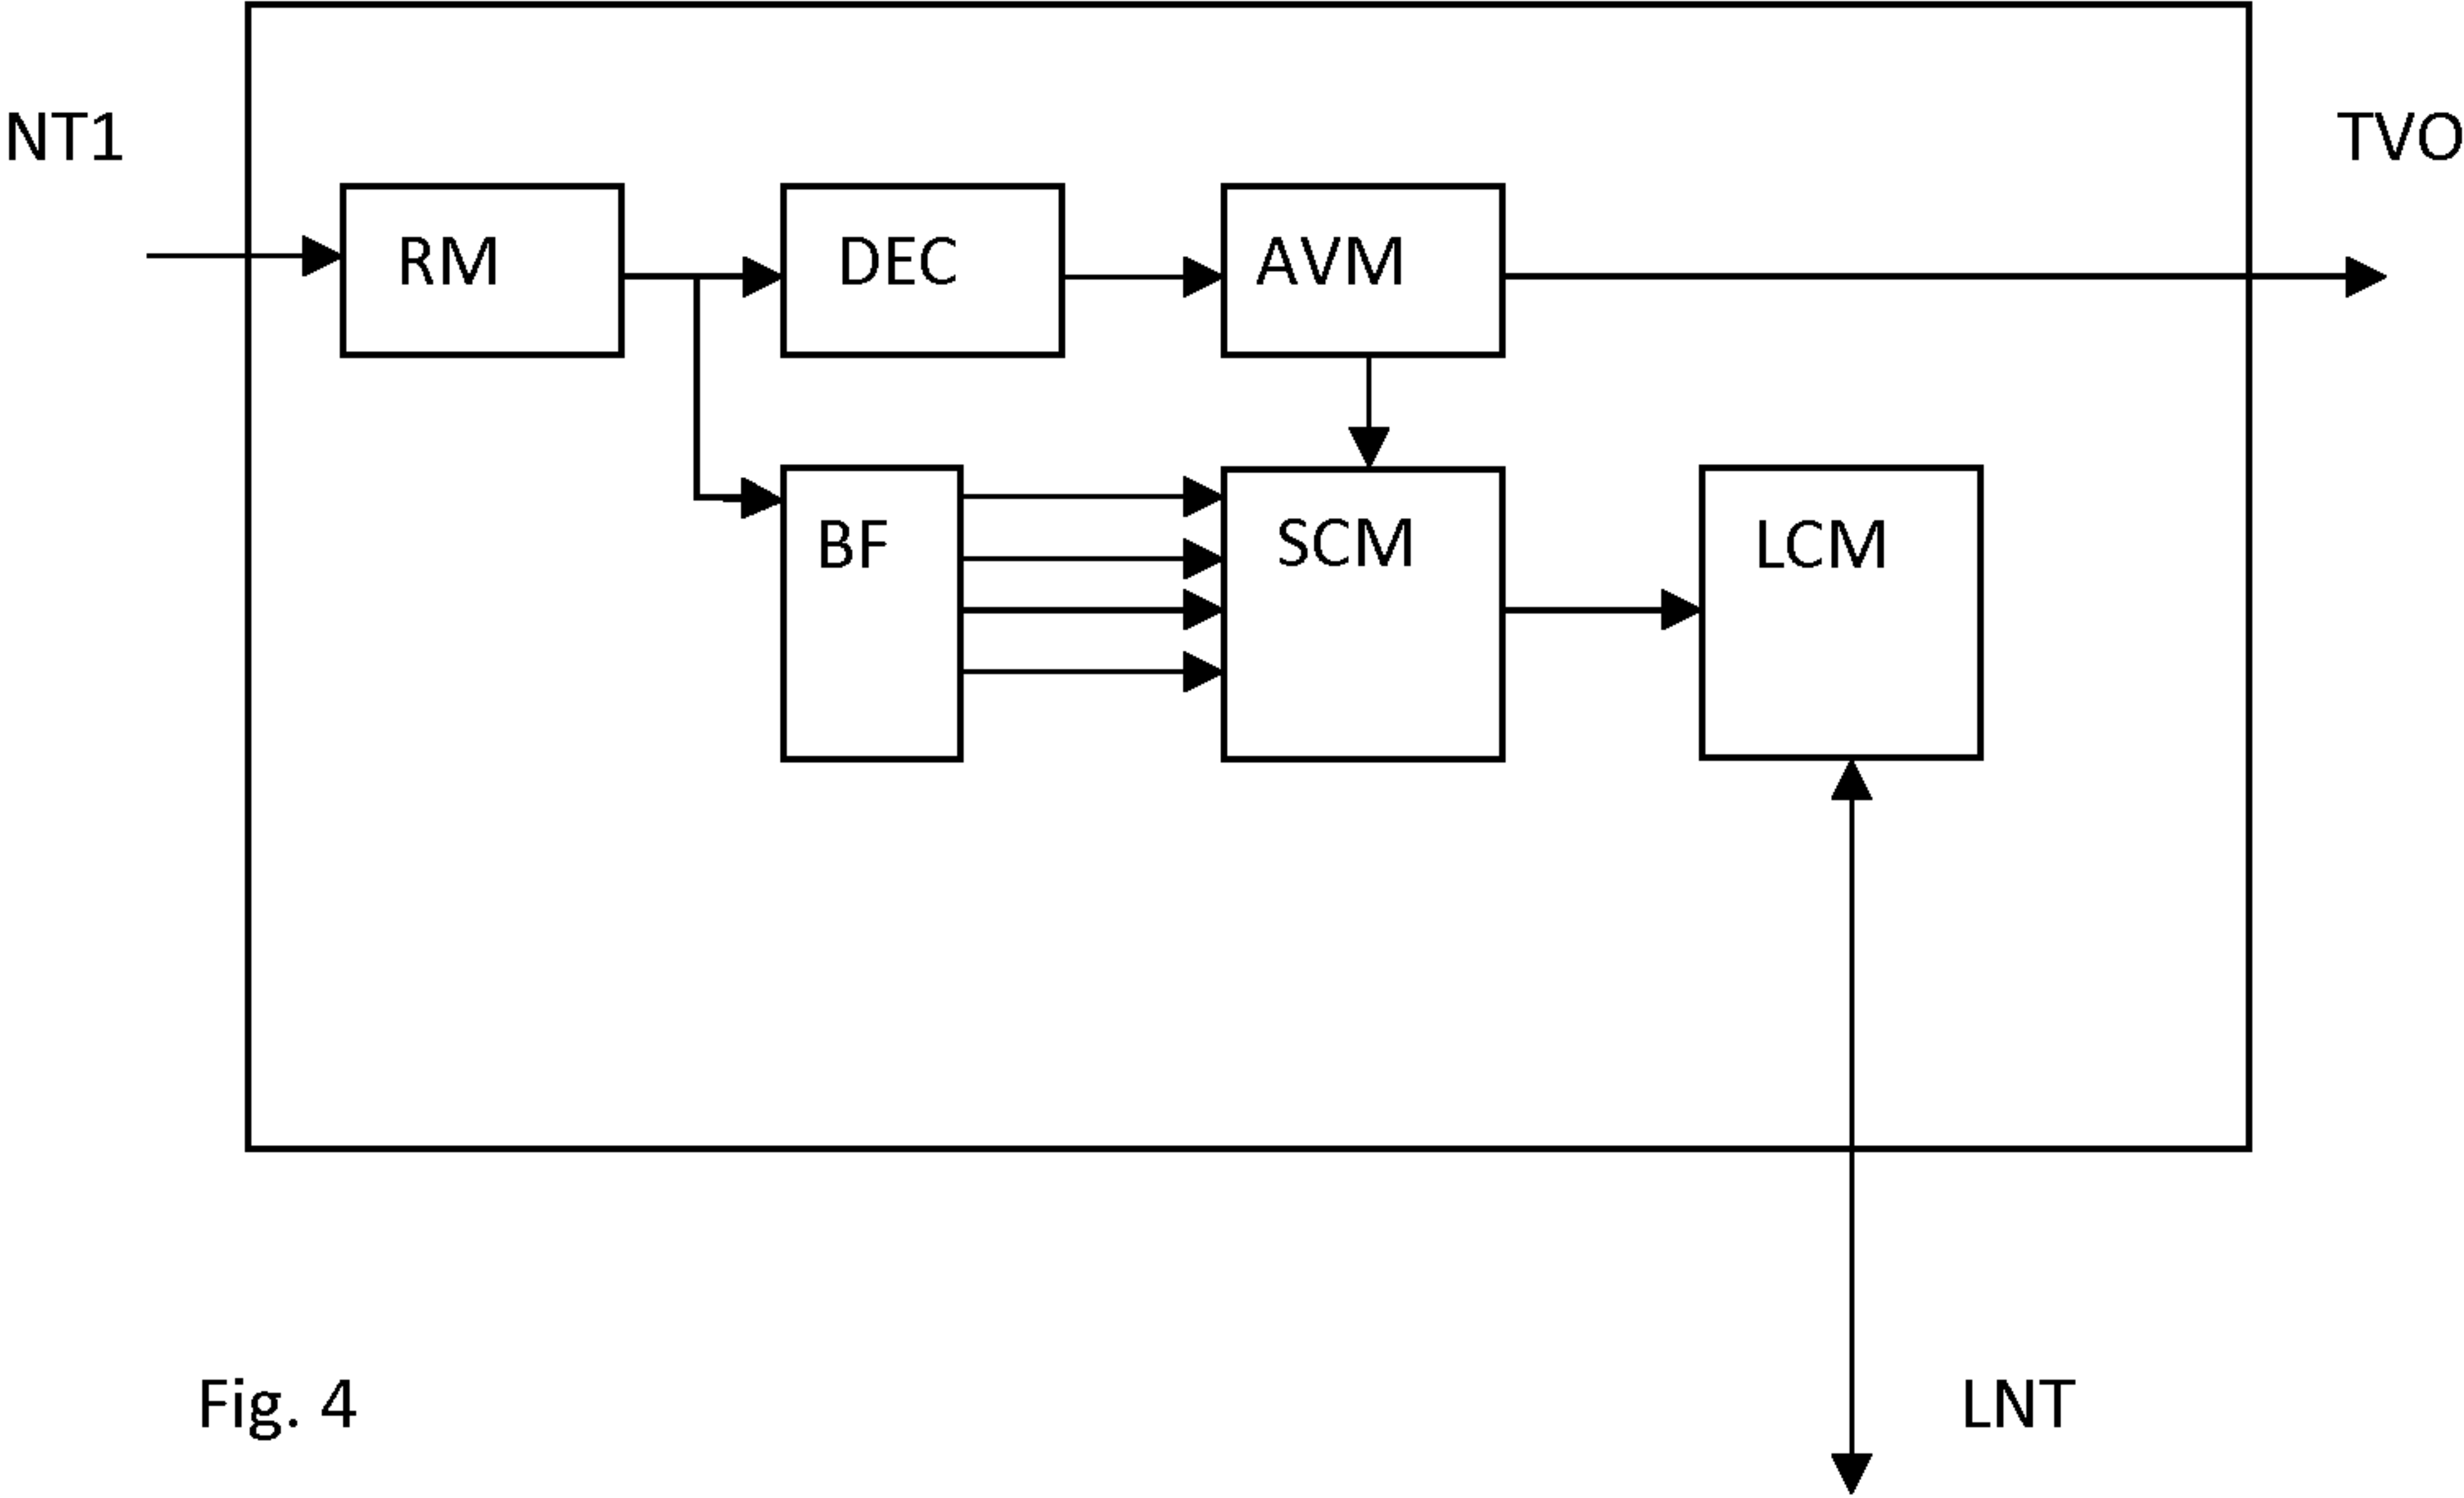 NT1
TVO
RM
DEC
AVM
BF
SCM
LCM
Fig. 4
LNT